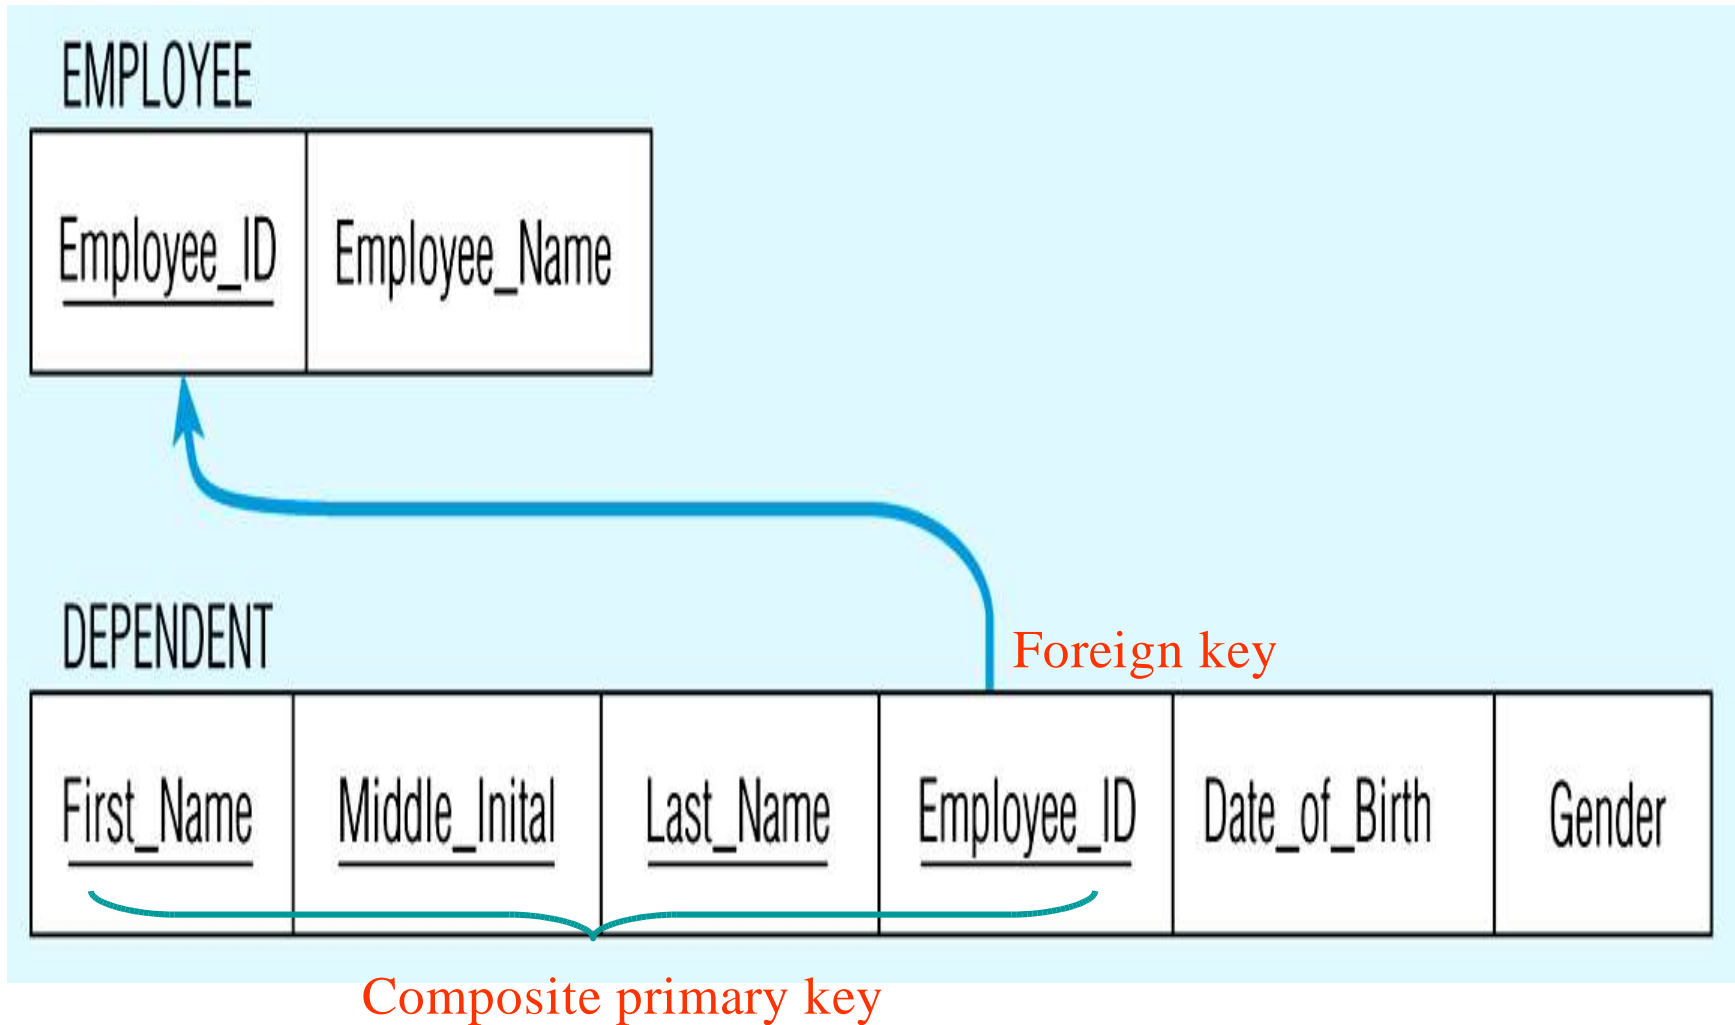 EMPLOYEE
Employee_ID Employee_Name
DEPENDENT
Foreign key
First_Name Middle_Inital Last_Name Employee_ID Date_of_Birth Gender
Composite primary key